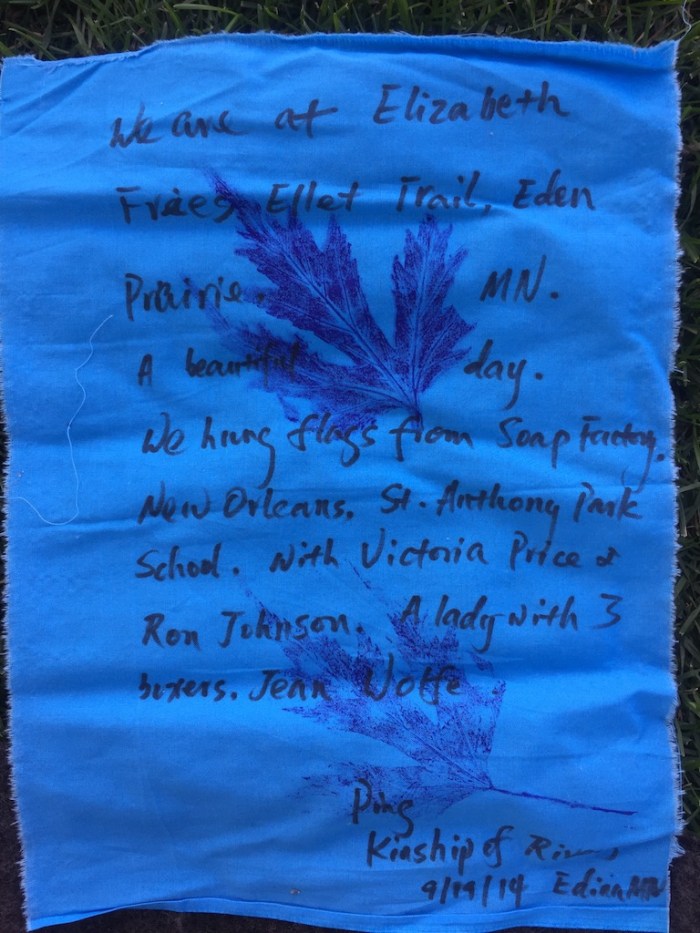 We are at Elizabeth
Fries Ellet Trail, Eden
Prairie, MN.
A beautiful day.
We hung flags from Soap Factory,
New Orleans, St. Anthony Park
School. With Victoria Price &
Ron Johnson. A lady with 3
boxers. Jean Wolfe
Ping
Kinship of Rivers
9/19/14 Edina MN